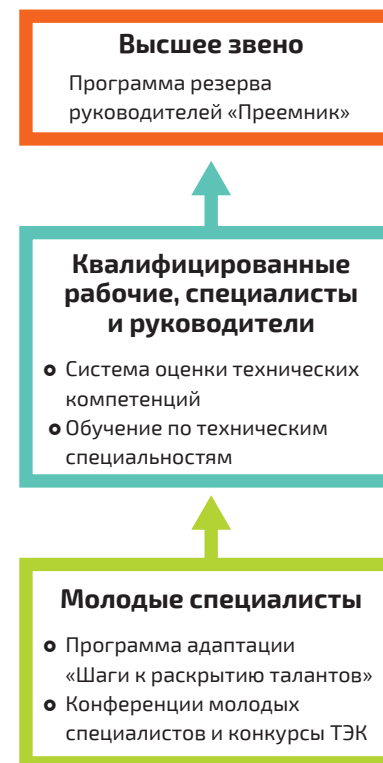 Высшее звено
Программа резерва
руководителей «Преемник»
Квалифицированные
рабочие, специалисты
и руководители
Система оценки технических
компетенций
Обучение по техническим
специальностям
Молодые специалисты
Программа адаптации
«Шаги к раскрытию талантов»
Конференции молодых
специалистов и конкурсы ТЭК